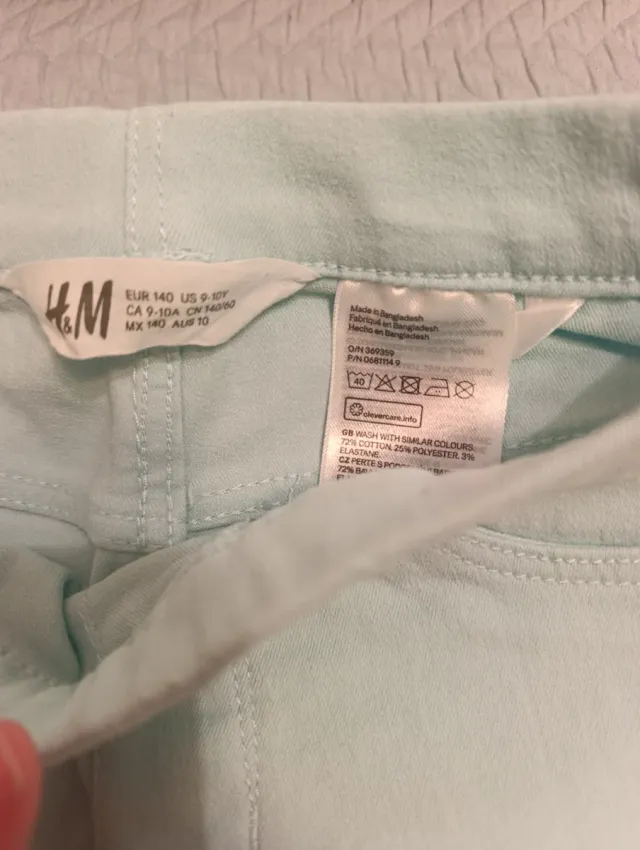 H&M
EUR 140 US 9-10Y
CA 9-10A CN 140/60
MX 140 AUS 10
Made in Bangladesh
Fabriqué en Bangladesh
Hecho en Bangladesh
O/N 369359
P/N 0681114 9
40
clevercare.info
GB WASH WITH SIMILAR COLOURS.
72% COTTON, 25% POLYESTER, 3%
ELASTANE.
CZ PERTE S
72%